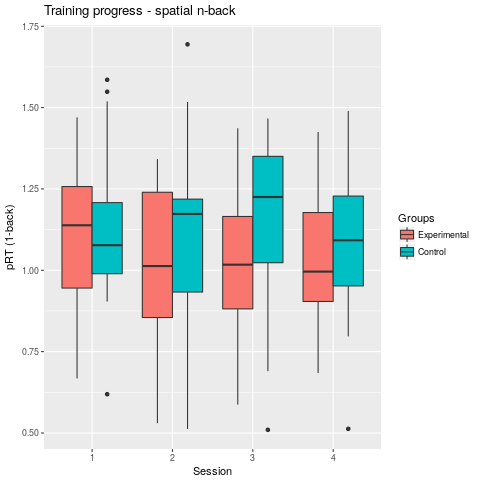 Training progress - spatial n-back
1.75
1.50
1.25
1.00
0.75
0.50
pRT (1-back)
1 2 3 4
Session
Groups
Experimental
Control